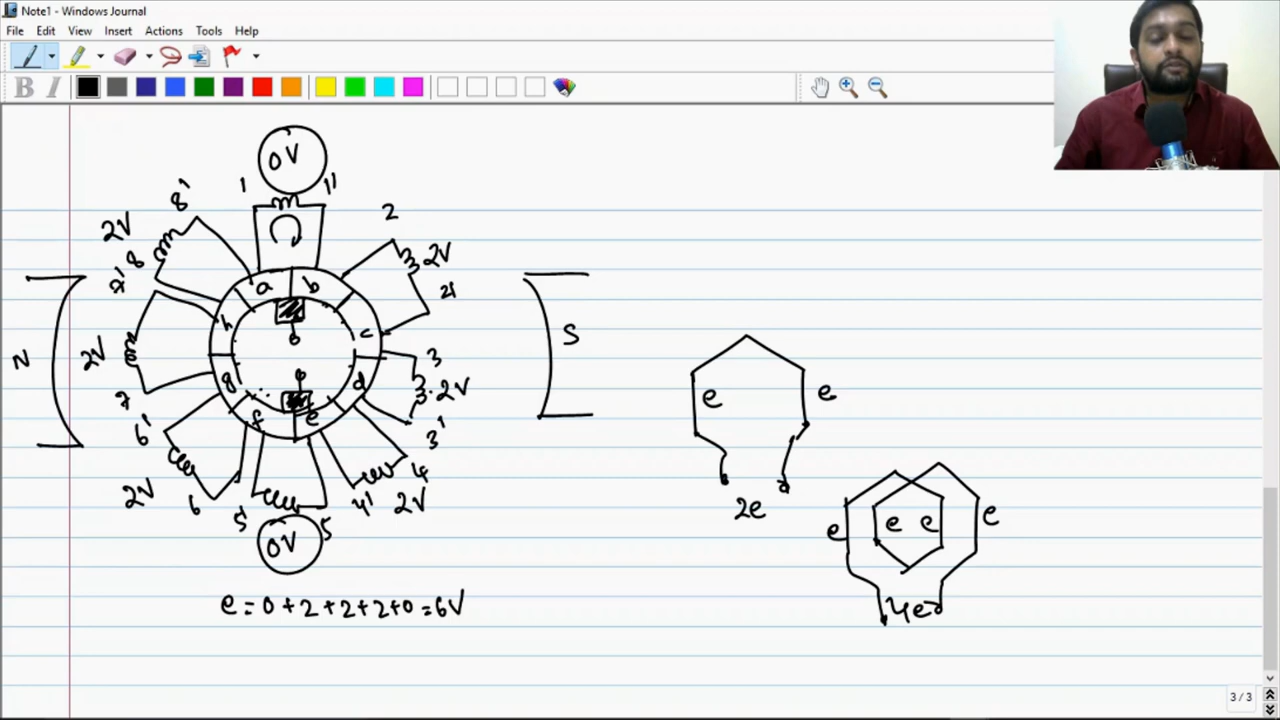 Note1 - Windows Journal
File Edit View Insert Actions Tools Help
B I
0V
1 1'
8' 2
2V 2V
8
7' 2'
a b
h c
N S
2V 3
g d 2V
7 3'
f e
6' 4
2V 6 5' 5 4' 2V
0V
e = 0 + 2 + 2 + 2 + 0 = 6V
e e
2e
e e e e
4e
3 / 3